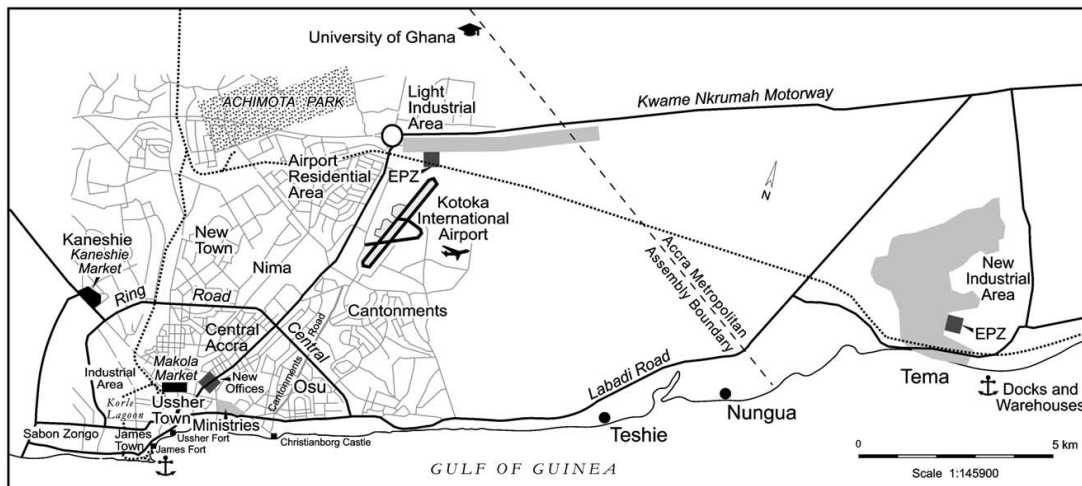 University of Ghana
ACHIMOTA PARK
Light
Industrial
Area
Kwame Nkrumah Motorway
Airport
Residential
Area
EPZ
Kotoka
International
Airport
N
New
Town
Kaneshie
Kaneshie
Market
Nima
Ring Road Central
Cantonments
Accra Metropolitan
Assembly Boundary
New
Industrial
Area
EPZ
Central
Accra
Cantonments Road
Makola
Market
New
Offices
Osu
Labadi Road
Industrial
Area
Korle
Lagoon
Ussher
Town
Ministries
Tema
Docks and
Warehouses
Nungua
Teshie
Sabon Zongo
James
Town
Ussher Fort
James Fort
Christianborg Castle
GULF OF GUINEA
0 5 km
Scale 1:145900